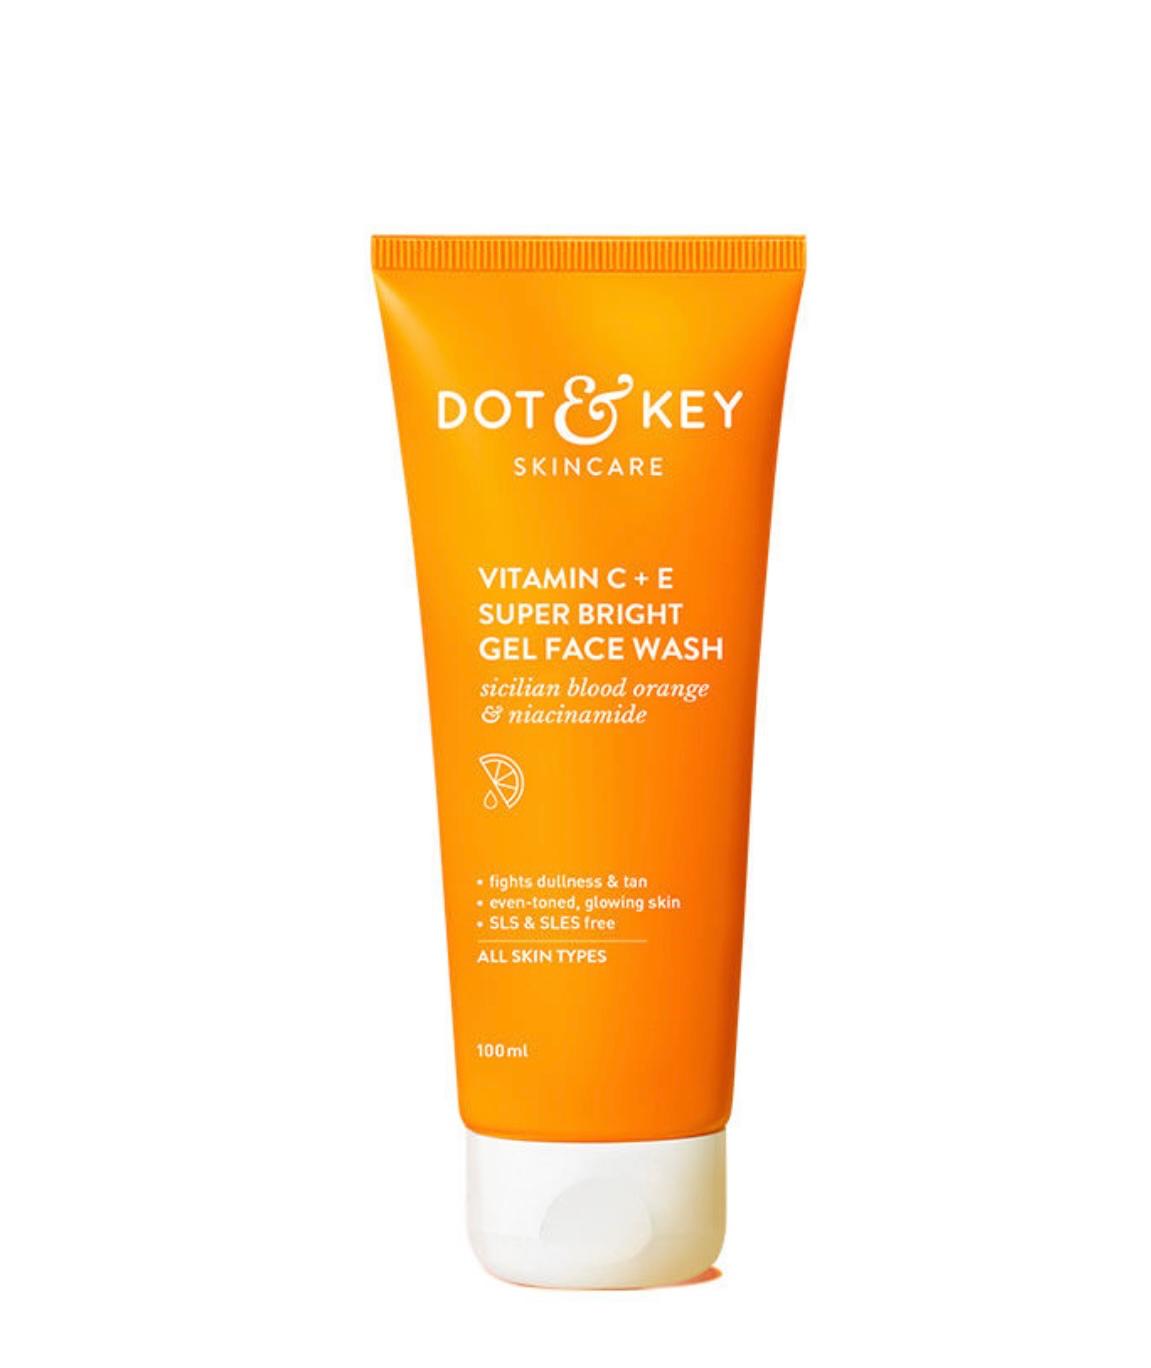 DOT & KEY
SKINCARE
VITAMIN C + E
SUPER BRIGHT
GEL FACE WASH
sicilian blood orange
& niacinamide
• fights dullness & tan
• even-toned, glowing skin
• SLS & SLES free
ALL SKIN TYPES
100ml